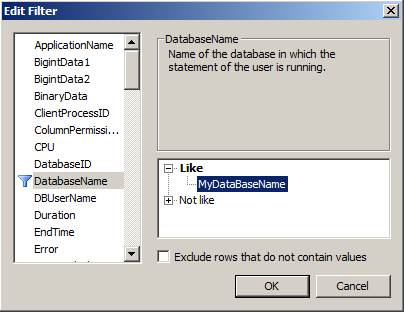 Edit Filter
ApplicationName
BigintData1
BigintData2
BinaryData
ClientProcessID
ColumnPermissi...
CPU
DatabaseID
DatabaseName
DBUserName
Duration
EndTime
Error
DatabaseName
Name of the database in which the
statement of the user is running.
Like
MyDataBaseName
Not like
Exclude rows that do not contain values
OK
Cancel